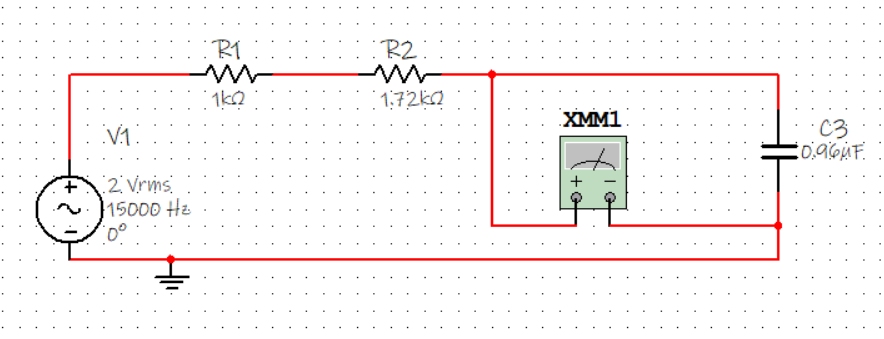 R1
1kΩ
R2
1.72kΩ
XMM1
+ −
V1
+
2 Vrms
15000 Hz
0°
−
C3
0.96µF